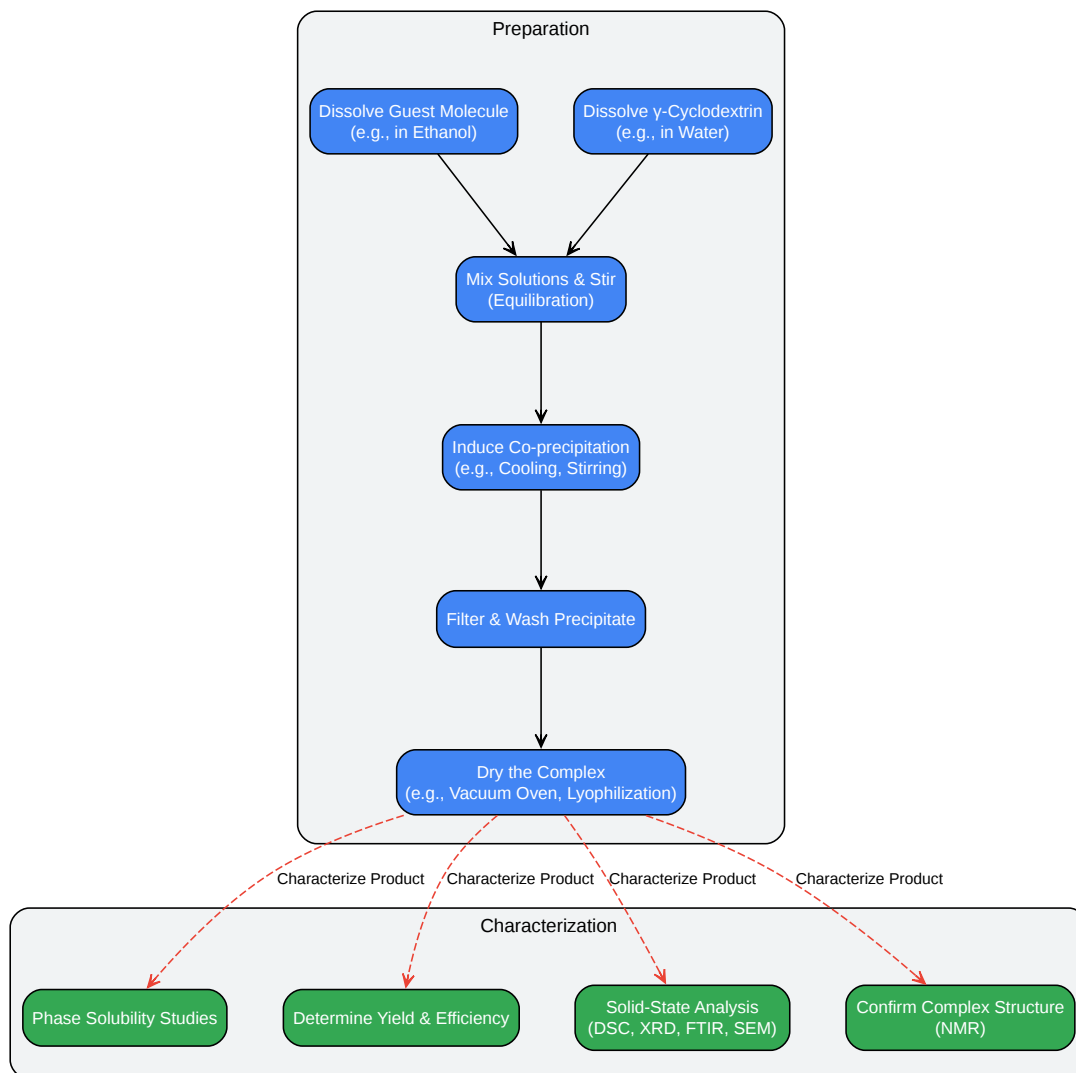 Preparation
Dissolve Guest Molecule
(e.g., in Ethanol)
Dissolve γ-Cyclodextrin
(e.g., in Water)
Mix Solutions & Stir
(Equilibration)
Induce Co-precipitation
(e.g., Cooling, Stirring)
Filter & Wash Precipitate
Dry the Complex
(e.g., Vacuum Oven, Lyophilization)
Characterize Product
Characterize Product
Characterize Product
Characterize Product
Characterization
Phase Solubility Studies
Determine Yield & Efficiency
Solid-State Analysis
(DSC, XRD, FTIR, SEM)
Confirm Complex Structure
(NMR)